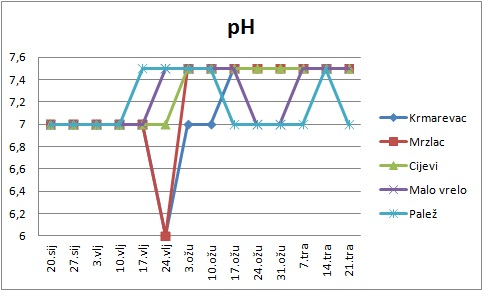 pH
7,6
7,4
7,2
7
6,8
6,6
6,4
6,2
6
20.sij
27.sij
3.vlj
10.vlj
17.vlj
24.vlj
3.ožu
10.ožu
17.ožu
24.ožu
31.ožu
7.tra
14.tra
21.tra
Krmarevac
Mrzlac
Cijevi
Malo vrelo
Palež